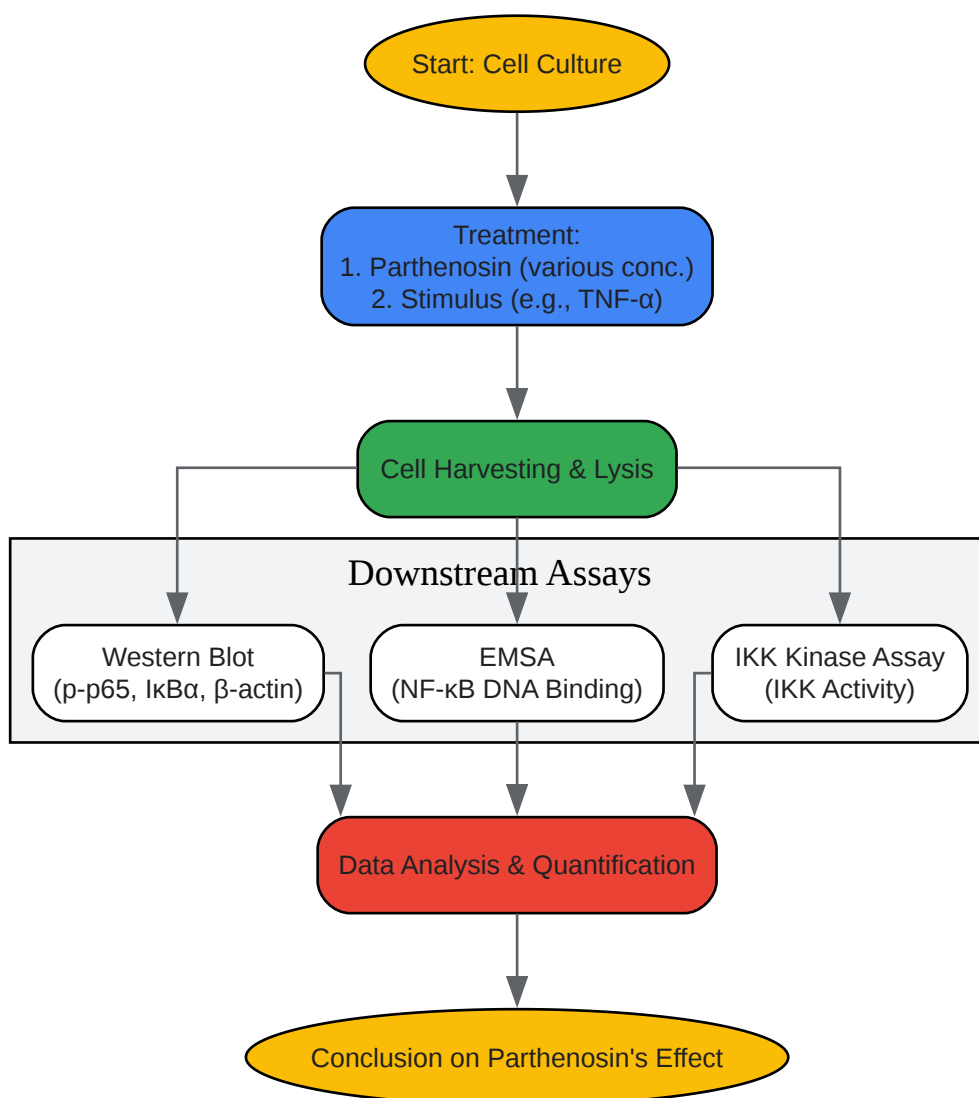 Start: Cell Culture
Treatment:
1. Parthenosin (various conc.)
2. Stimulus (e.g., TNF-α)
Cell Harvesting & Lysis
Downstream Assays
Western Blot
(p-p65, IκBα, β-actin)
EMSA
(NF-κB DNA Binding)
IKK Kinase Assay
(IKK Activity)
Data Analysis & Quantification
Conclusion on Parthenosin's Effect